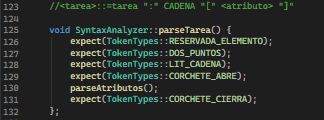 123 //<tarea>::=tarea ":" CADENA "[" <atributo> "]"
124
125 void SyntaxAnalyzer::parseTarea() {
126 expect(TokenTypes::RESERVADA_ELEMENTO);
127 expect(TokenTypes::DOS_PUNTOS);
128 expect(TokenTypes::LIT_CADENA);
129 expect(TokenTypes::CORCHETE_ABRE);
130 parseAtributos();
131 expect(TokenTypes::CORCHETE_CIERRA);
132 };